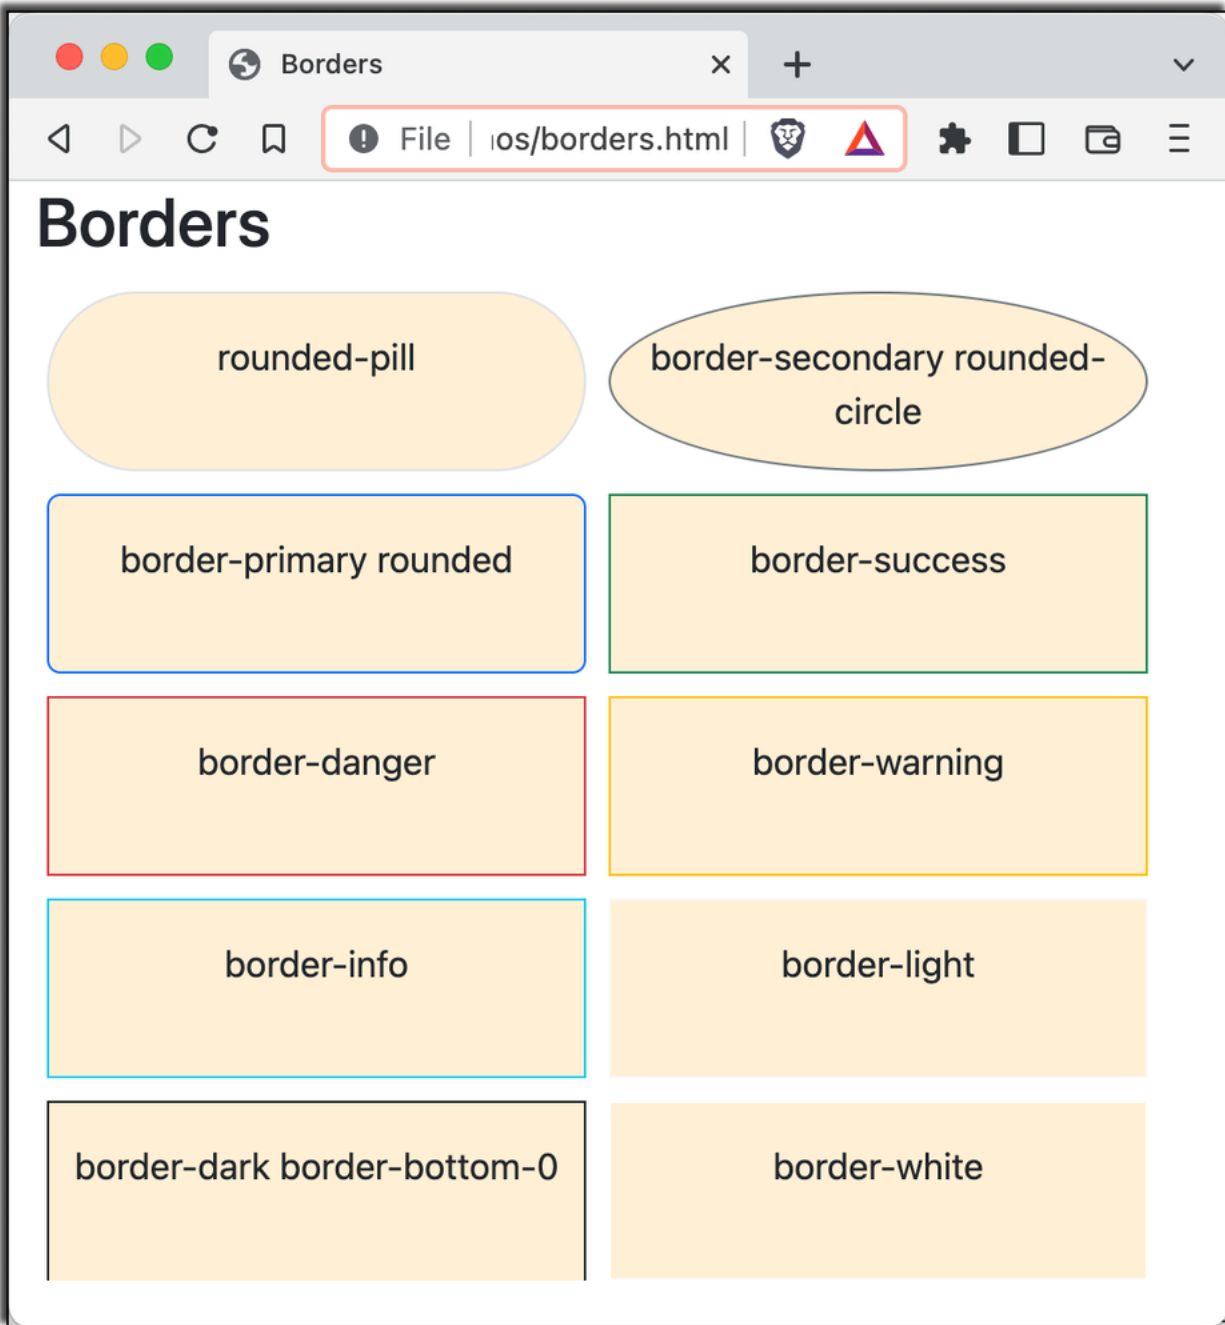 Borders
File os/borders.html
Borders
rounded-pill
border-secondary rounded-
circle
border-primary rounded
border-success
border-danger
border-warning
border-info
border-light
border-dark border-bottom-0
border-white